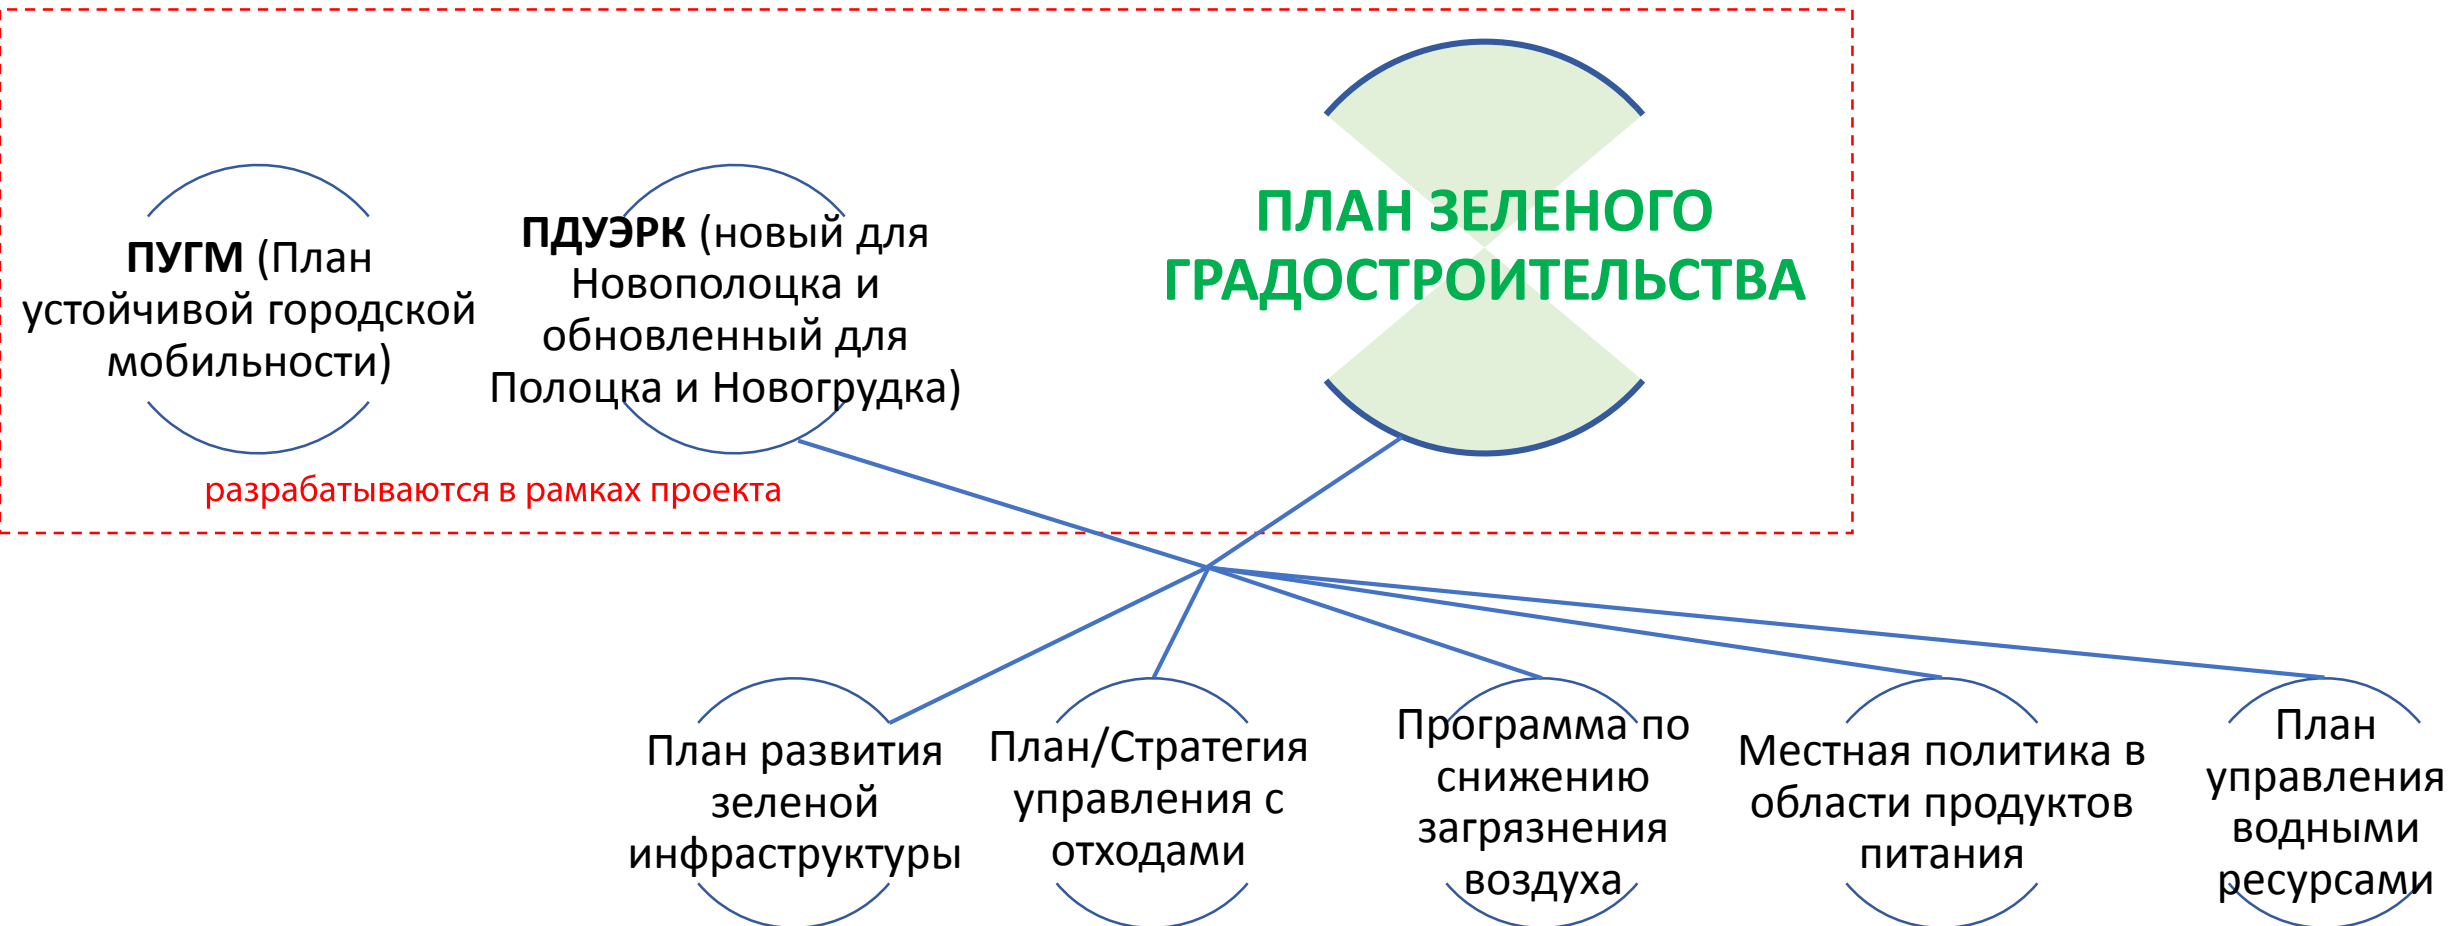 ПУГМ (План
устойчивой городской
мобильности)
ПДУЭРК (новый для
Новополоцка и
обновленный для
Полоцка и Новогрудка)
ПЛАН ЗЕЛЕНОГО
ГРАДОСТРОИТЕЛЬСТВА
разрабатываются в рамках проекта
План развития
зеленой
инфраструктуры
План/Стратегия
управления с
отходами
Программа по
снижению
загрязнения
воздуха
Местная политика в
области продуктов
питания
План
управления
водными
ресурсами